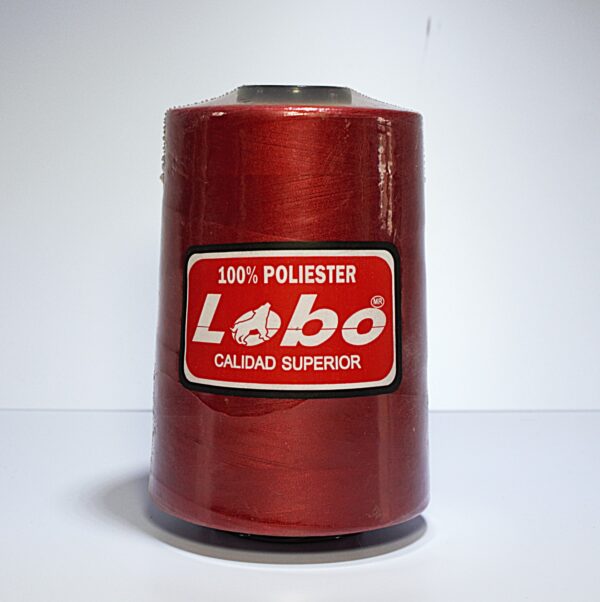 100% POLIESTER
Lobo MR
CALIDAD SUPERIOR